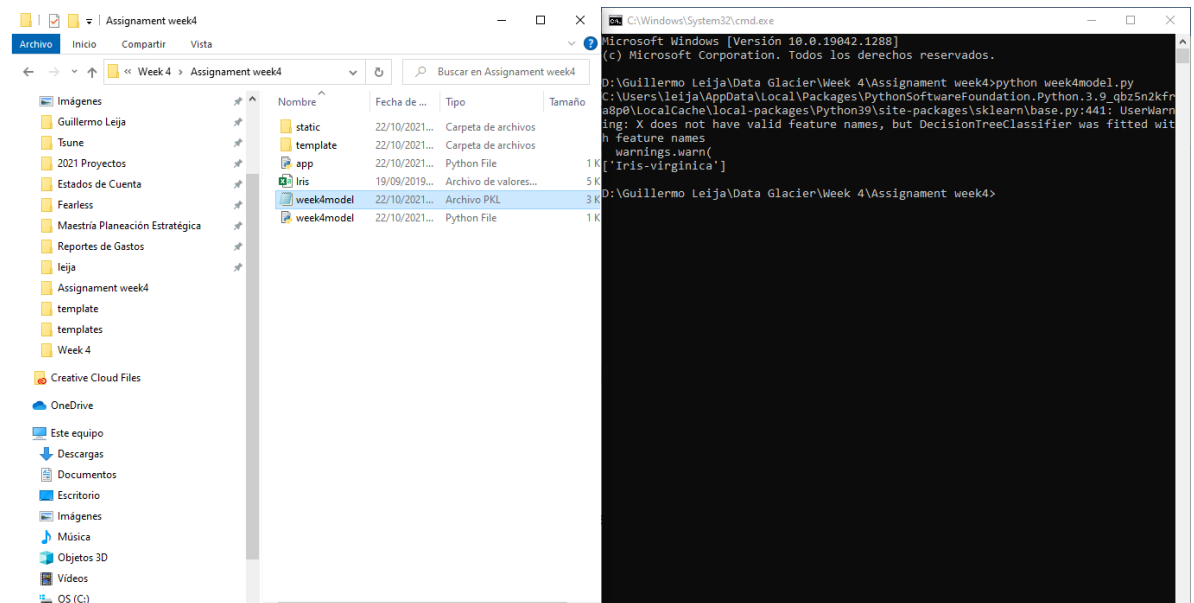 Assignament week4
Archivo Inicio Compartir Vista
« Week 4 › Assignament week4
Buscar en Assignament week4
Imágenes
Guillermo Leija
Tsune
2021 Proyectos
Estados de Cuenta
Fearless
Maestría Planeación Estratégica
Reportes de Gastos
leija
Assignament week4
template
templates
Week 4
Creative Cloud Files
OneDrive
Este equipo
Descargas
Documentos
Escritorio
Imágenes
Música
Objetos 3D
Vídeos
OS (C:)
Nombre Fecha de ... Tipo Tamaño
static 22/10/2021... Carpeta de archivos
template 22/10/2021... Carpeta de archivos
app 22/10/2021... Python File 1 K
Iris 19/09/2019... Archivo de valores... 5 K
week4model 22/10/2021... Archivo PKL 3 K
week4model 22/10/2021... Python File 1 K
C:\Windows\System32\cmd.exe
Microsoft Windows [Versión 10.0.19042.1288]
(c) Microsoft Corporation. Todos los derechos reservados.
D:\Guillermo Leija\Data Glacier\Week 4\Assignament week4>python week4model.py
C:\Users\leija\AppData\Local\Packages\PythonSoftwareFoundation.Python.3.9_qbz5n2kfr
a8p0\LocalCache\local-packages\Python39\site-packages\sklearn\base.py:441: UserWarn
ing: X does not have valid feature names, but DecisionTreeClassifier was fitted wit
h feature names
warnings.warn(
['Iris-virginica']
D:\Guillermo Leija\Data Glacier\Week 4\Assignament week4>